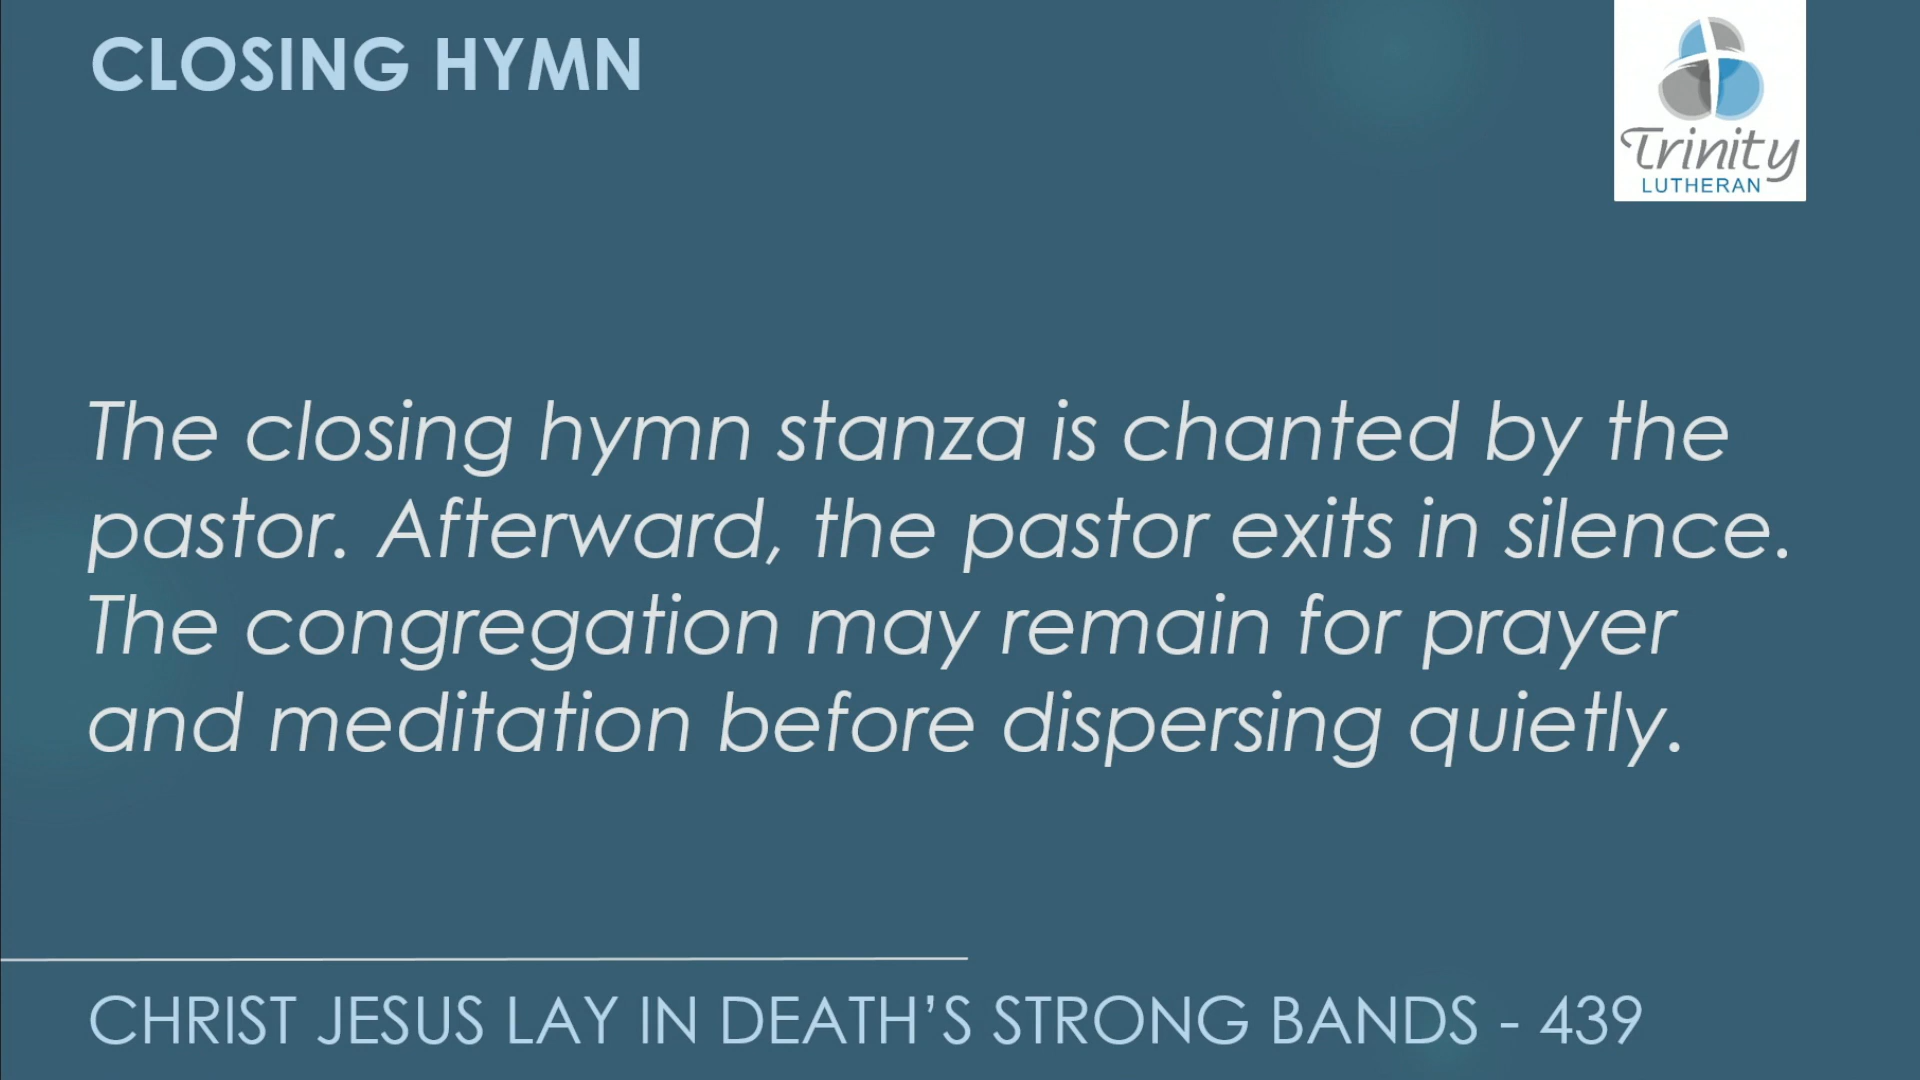 CLOSING HYMN
Trinity
LUTHERAN
The closing hymn stanza is chanted by the
pastor. Afterward, the pastor exits in silence.
The congregation may remain for prayer
and meditation before dispersing quietly.
CHRIST JESUS LAY IN DEATH’S STRONG BANDS - 439